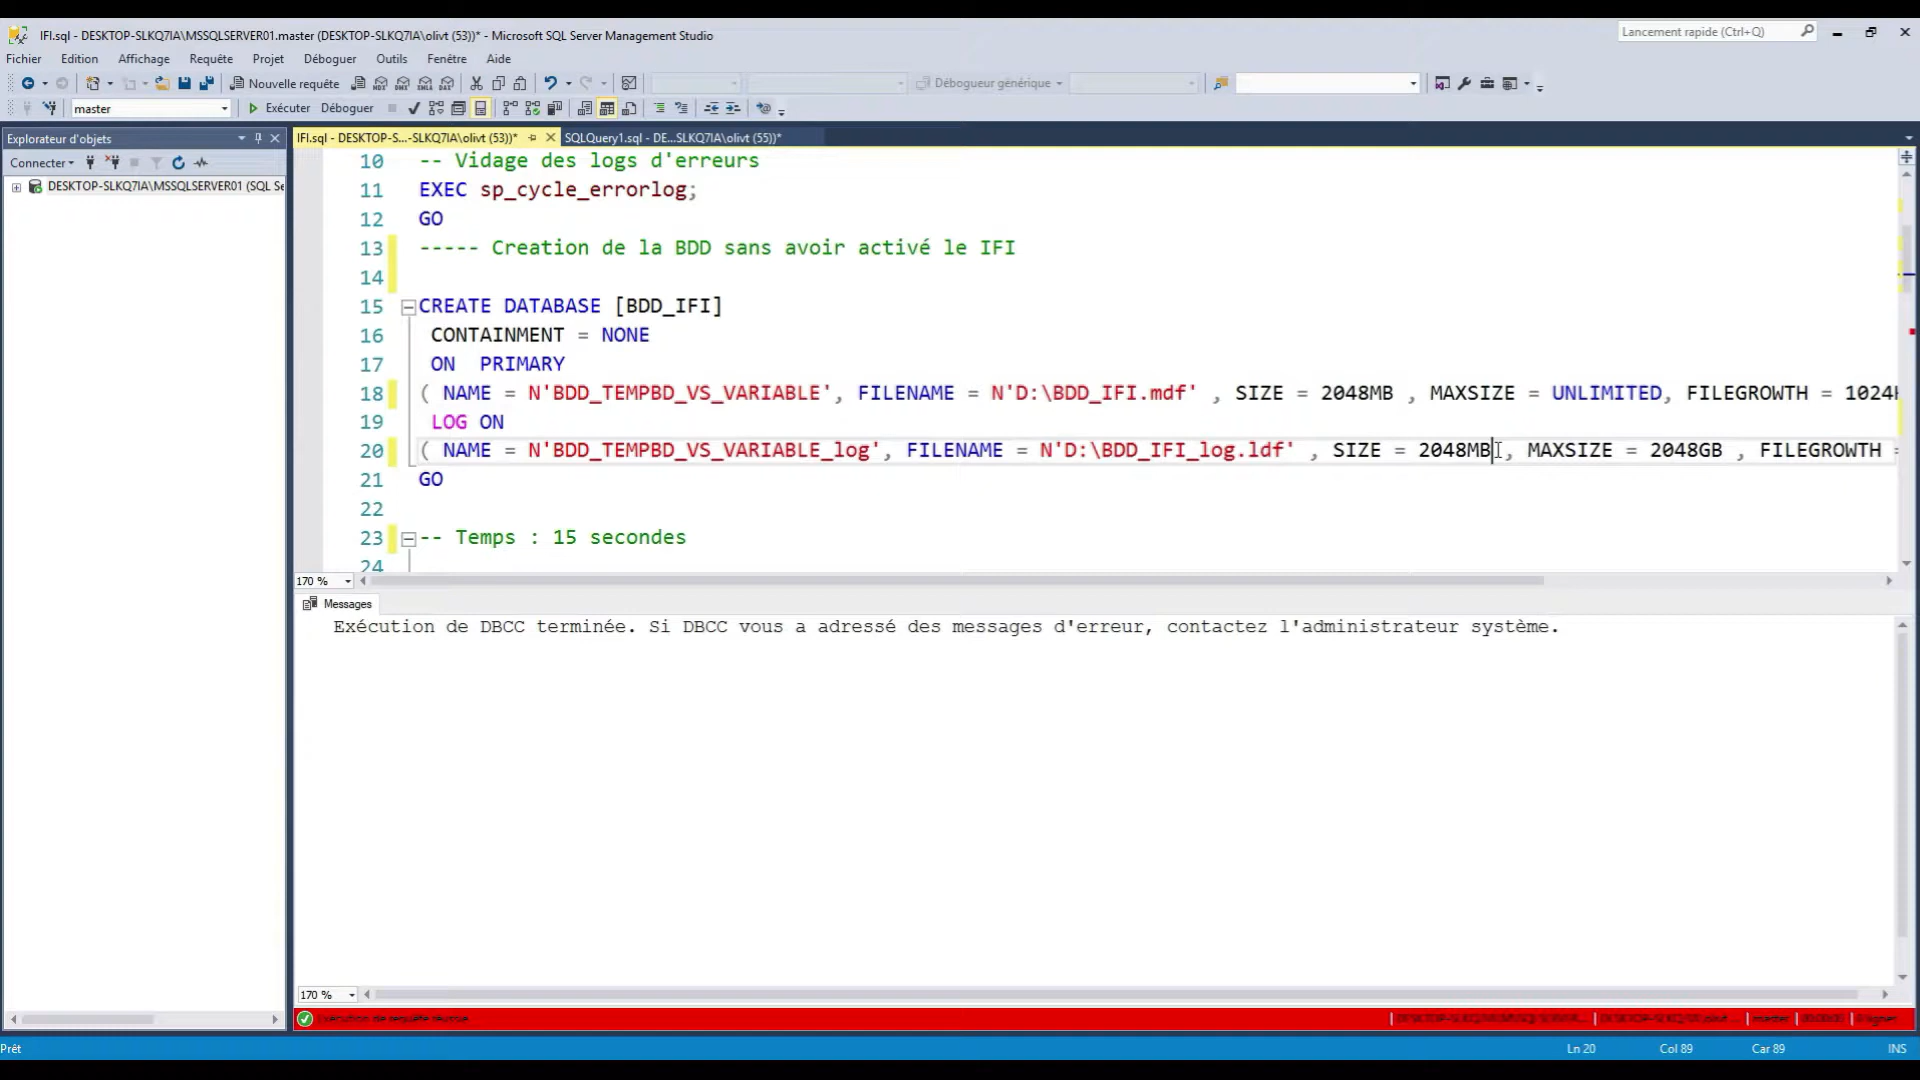 IFI.sql - DESKTOP-SLKQ7IA\MSSQLSERVER01.master (DESKTOP-SLKQ7IA\olivt (53))* - Microsoft SQL Server Management Studio
Lancement rapide (Ctrl+Q)
Fichier Edition Affichage Requête Projet Déboguer Outils Fenêtre Aide
Nouvelle requête
Débogueur générique
master
Exécuter Déboguer
Explorateur d'objets
IFI.sql - DESKTOP-S...-SLKQ7IA\olivt (53))*
SQLQuery1.sql - DE...SLKQ7IA\olivt (55))*
Connecter
DESKTOP-SLKQ7IA\MSSQLSERVER01 (SQL Se
10 -- Vidage des logs d'erreurs
11 EXEC sp_cycle_errorlog;
12 GO
13 ----- Creation de la BDD sans avoir activé le IFI
14
15 CREATE DATABASE [BDD_IFI]
16 CONTAINMENT = NONE
17 ON PRIMARY
18 ( NAME = N'BDD_TEMPBD_VS_VARIABLE', FILENAME = N'D:\BDD_IFI.mdf' , SIZE = 2048MB , MAXSIZE = UNLIMITED, FILEGROWTH = 1024
19 LOG ON
20 ( NAME = N'BDD_TEMPBD_VS_VARIABLE_log', FILENAME = N'D:\BDD_IFI_log.ldf' , SIZE = 2048MB , MAXSIZE = 2048GB , FILEGROWTH =
21 GO
22
23 -- Temps : 15 secondes
24
170 %
Messages
Exécution de DBCC terminée. Si DBCC vous a adressé des messages d'erreur, contactez l'administrateur système.
170 %
Exécution de requête réussie.
master
Prêt
Ln 20 Col 89 Car 89 INS